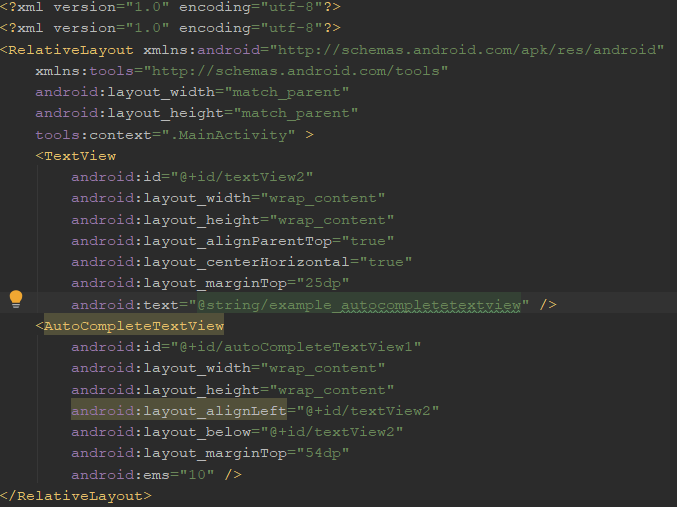 <?xml version="1.0" encoding="utf-8"?>
<?xml version="1.0" encoding="utf-8"?>
<RelativeLayout xmlns:android="http://schemas.android.com/apk/res/android"
    xmlns:tools="http://schemas.android.com/tools"
    android:layout_width="match_parent"
    android:layout_height="match_parent"
    tools:context=".MainActivity" >
    <TextView
        android:id="@+id/textView2"
        android:layout_width="wrap_content"
        android:layout_height="wrap_content"
        android:layout_alignParentTop="true"
        android:layout_centerHorizontal="true"
        android:layout_marginTop="25dp"
        android:text="@string/example_autocompletetextview" />
    <AutoCompleteTextView
        android:id="@+id/autoCompleteTextView1"
        android:layout_width="wrap_content"
        android:layout_height="wrap_content"
        android:layout_alignLeft="@+id/textView2"
        android:layout_below="@+id/textView2"
        android:layout_marginTop="54dp"
        android:ems="10" />
</RelativeLayout>